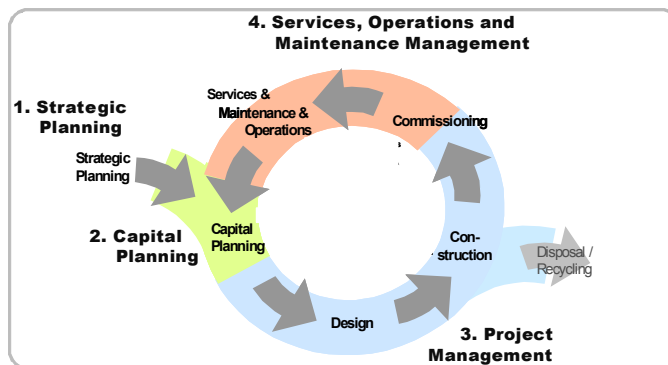 4. Services, Operations and
Maintenance Management
1. Strategic
Planning
Services &
Maintenance &
Operations
Commissioning
Strategic
Planning
2. Capital
Planning
Capital
Planning
Con-
struction
Disposal /
Recycling
Design
3. Project
Management